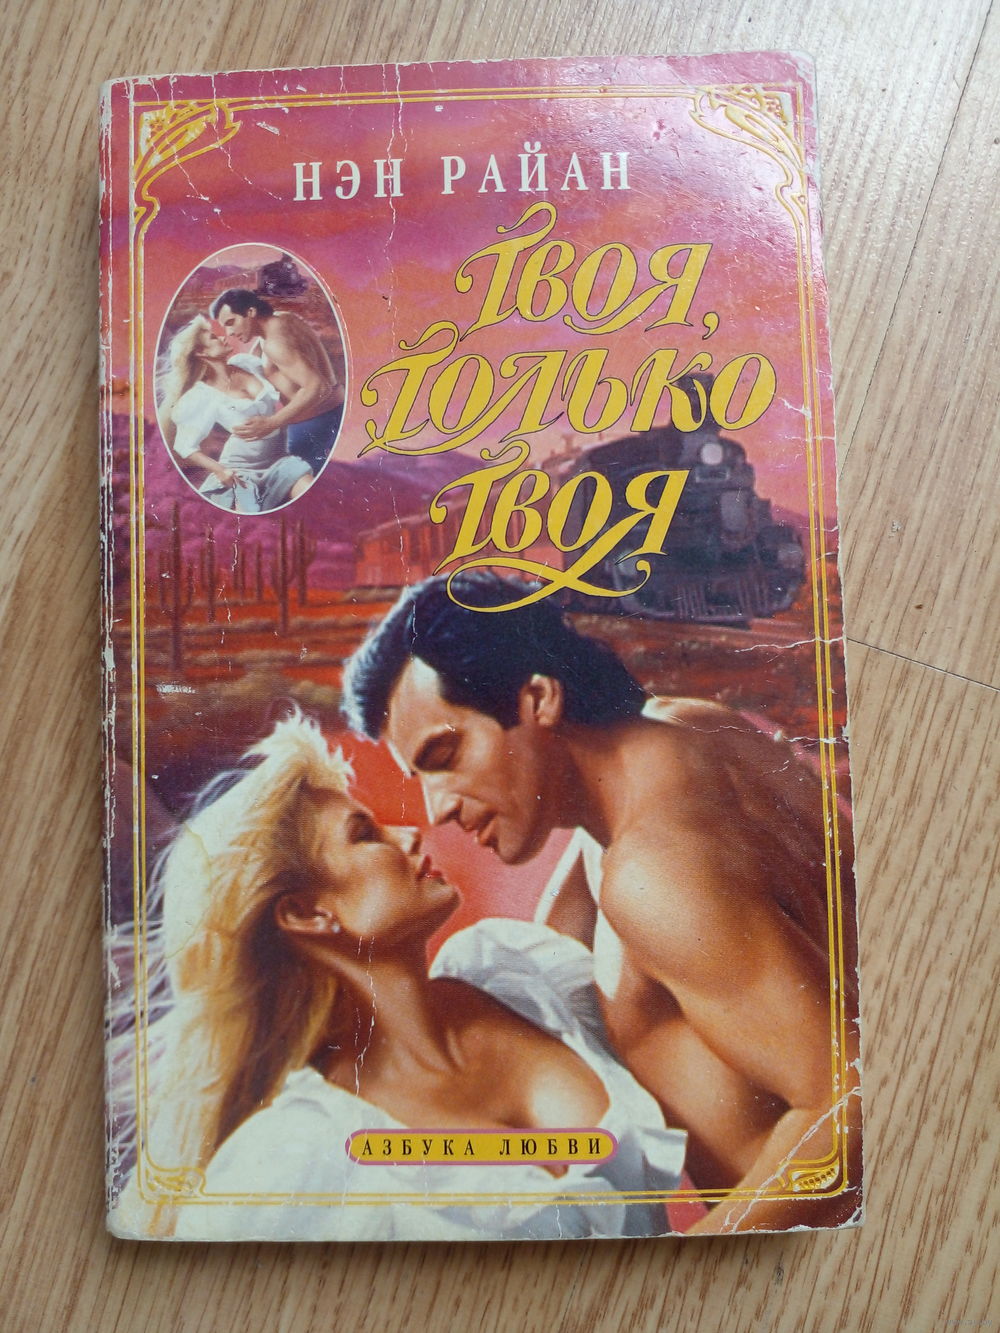 НЭН РАЙАН
Твоя,
только
твоя
АЗБУКА ЛЮБВИ